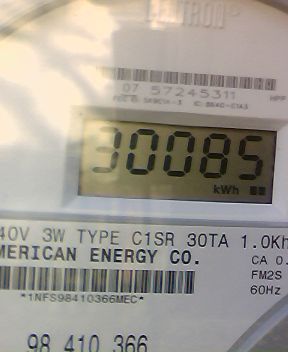 CENTRON®
07 57245311
30085
kWh
40V 3W TYPE C1SR 30TA 1.0Kh
MERICAN ENERGY CO.
CA 0.
FM2S
60Hz
*1NFS98410366MEC*
98 410 366